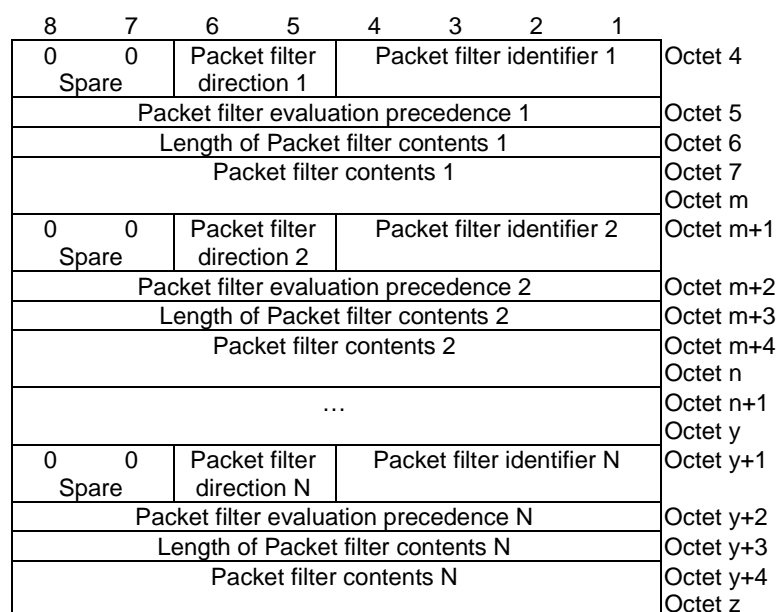 8 7 6 5 4 3 2 1
0 0 Packet filter Packet filter identifier 1 Octet 4
Spare direction 1
Packet filter evaluation precedence 1 Octet 5
Length of Packet filter contents 1 Octet 6
Packet filter contents 1 Octet 7
Octet m
0 0 Packet filter Packet filter identifier 2 Octet m+1
Spare direction 2
Packet filter evaluation precedence 2 Octet m+2
Length of Packet filter contents 2 Octet m+3
Packet filter contents 2 Octet m+4
Octet n
… Octet n+1
Octet y
0 0 Packet filter Packet filter identifier N Octet y+1
Spare direction N
Packet filter evaluation precedence N Octet y+2
Length of Packet filter contents N Octet y+3
Packet filter contents N Octet y+4
Octet z